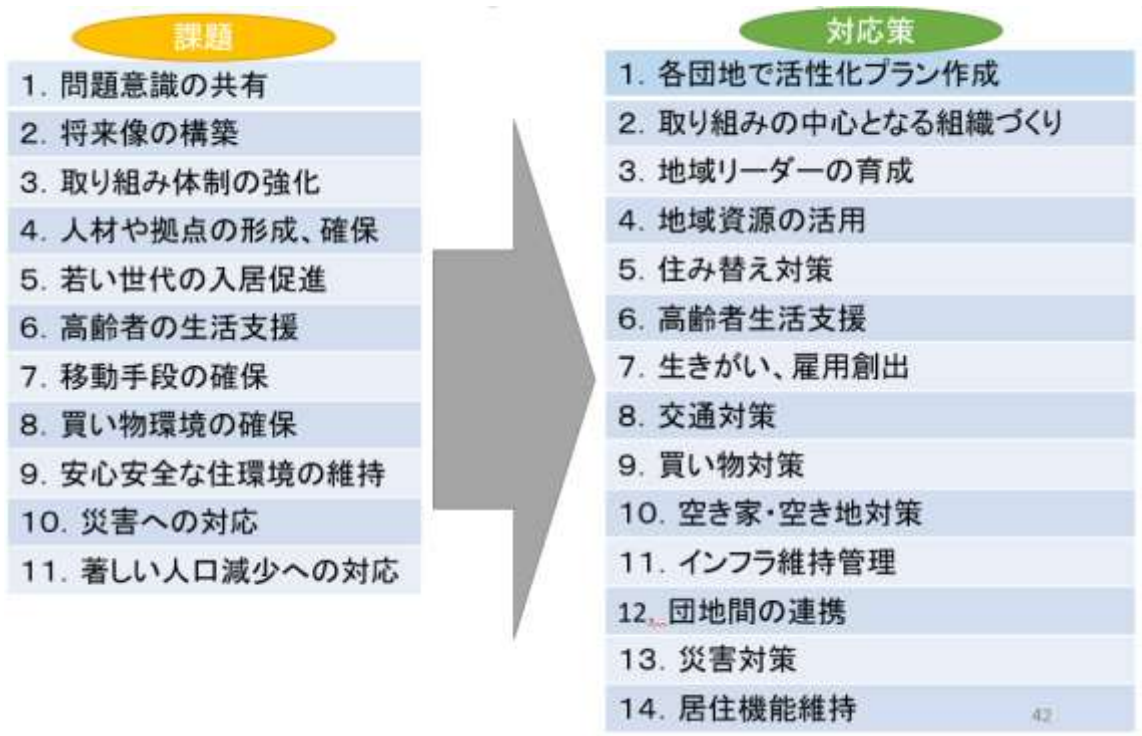 課題
1. 問題意識の共有
2. 将来像の構築
3. 取り組み体制の強化
4. 人材や拠点の形成、確保
5. 若い世代の入居促進
6. 高齢者の生活支援
7. 移動手段の確保
8. 買い物環境の確保
9. 安心安全な住環境の維持
10. 災害への対応
11. 著しい人口減少への対応
対応策
1. 各団地で活性化プラン作成
2. 取り組みの中心となる組織づくり
3. 地域リーダーの育成
4. 地域資源の活用
5. 住み替え対策
6. 高齢者生活支援
7. 生きがい、雇用創出
8. 交通対策
9. 買い物対策
10. 空き家・空き地対策
11. インフラ維持管理
12. 団地間の連携
13. 災害対策
14. 居住機能維持
42